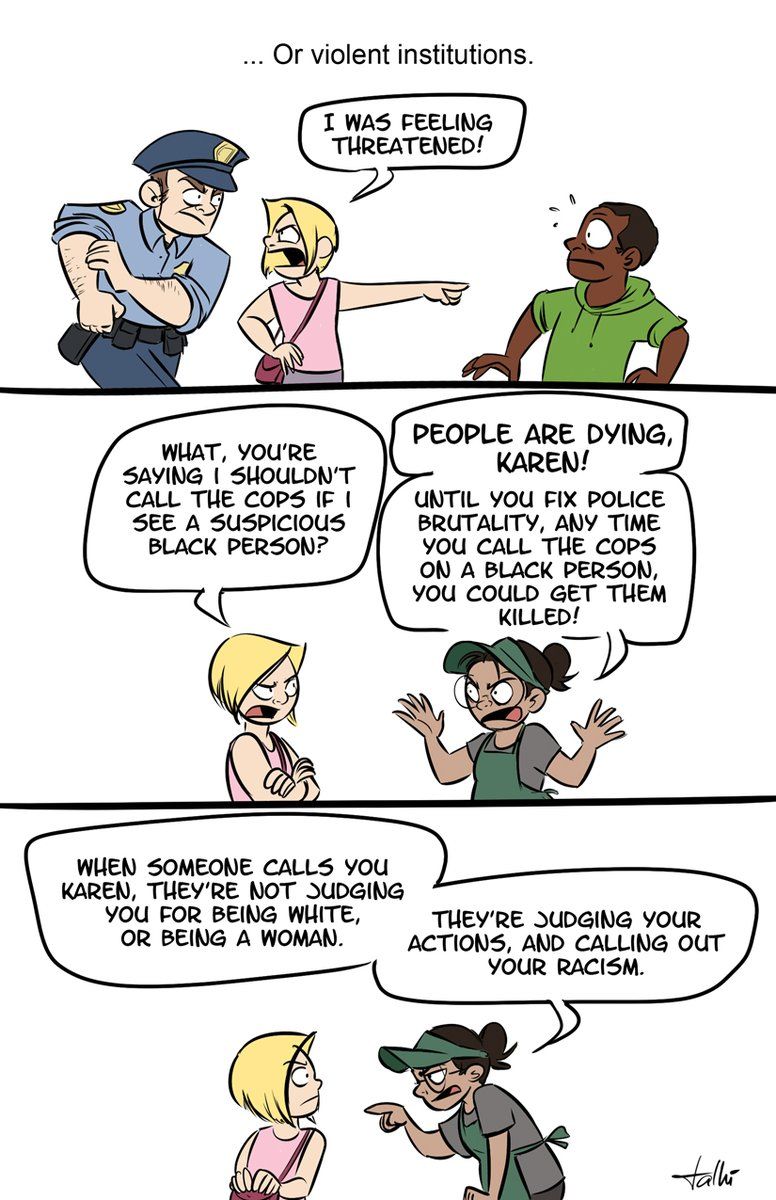 ... Or violent institutions.
I WAS FEELING
THREATENED!
WHAT, YOU'RE
SAYING I SHOULDN'T
CALL THE COPS IF I
SEE A SUSPICIOUS
BLACK PERSON?
PEOPLE ARE DYING,
KAREN!
UNTIL YOU FIX POLICE
BRUTALITY, ANY TIME
YOU CALL THE COPS
ON A BLACK PERSON,
YOU COULD GET THEM
KILLED!
WHEN SOMEONE CALLS YOU
KAREN, THEY'RE NOT JUDGING
YOU FOR BEING WHITE,
OR BEING A WOMAN.
THEY'RE JUDGING YOUR
ACTIONS, AND CALLING OUT
YOUR RACISM.